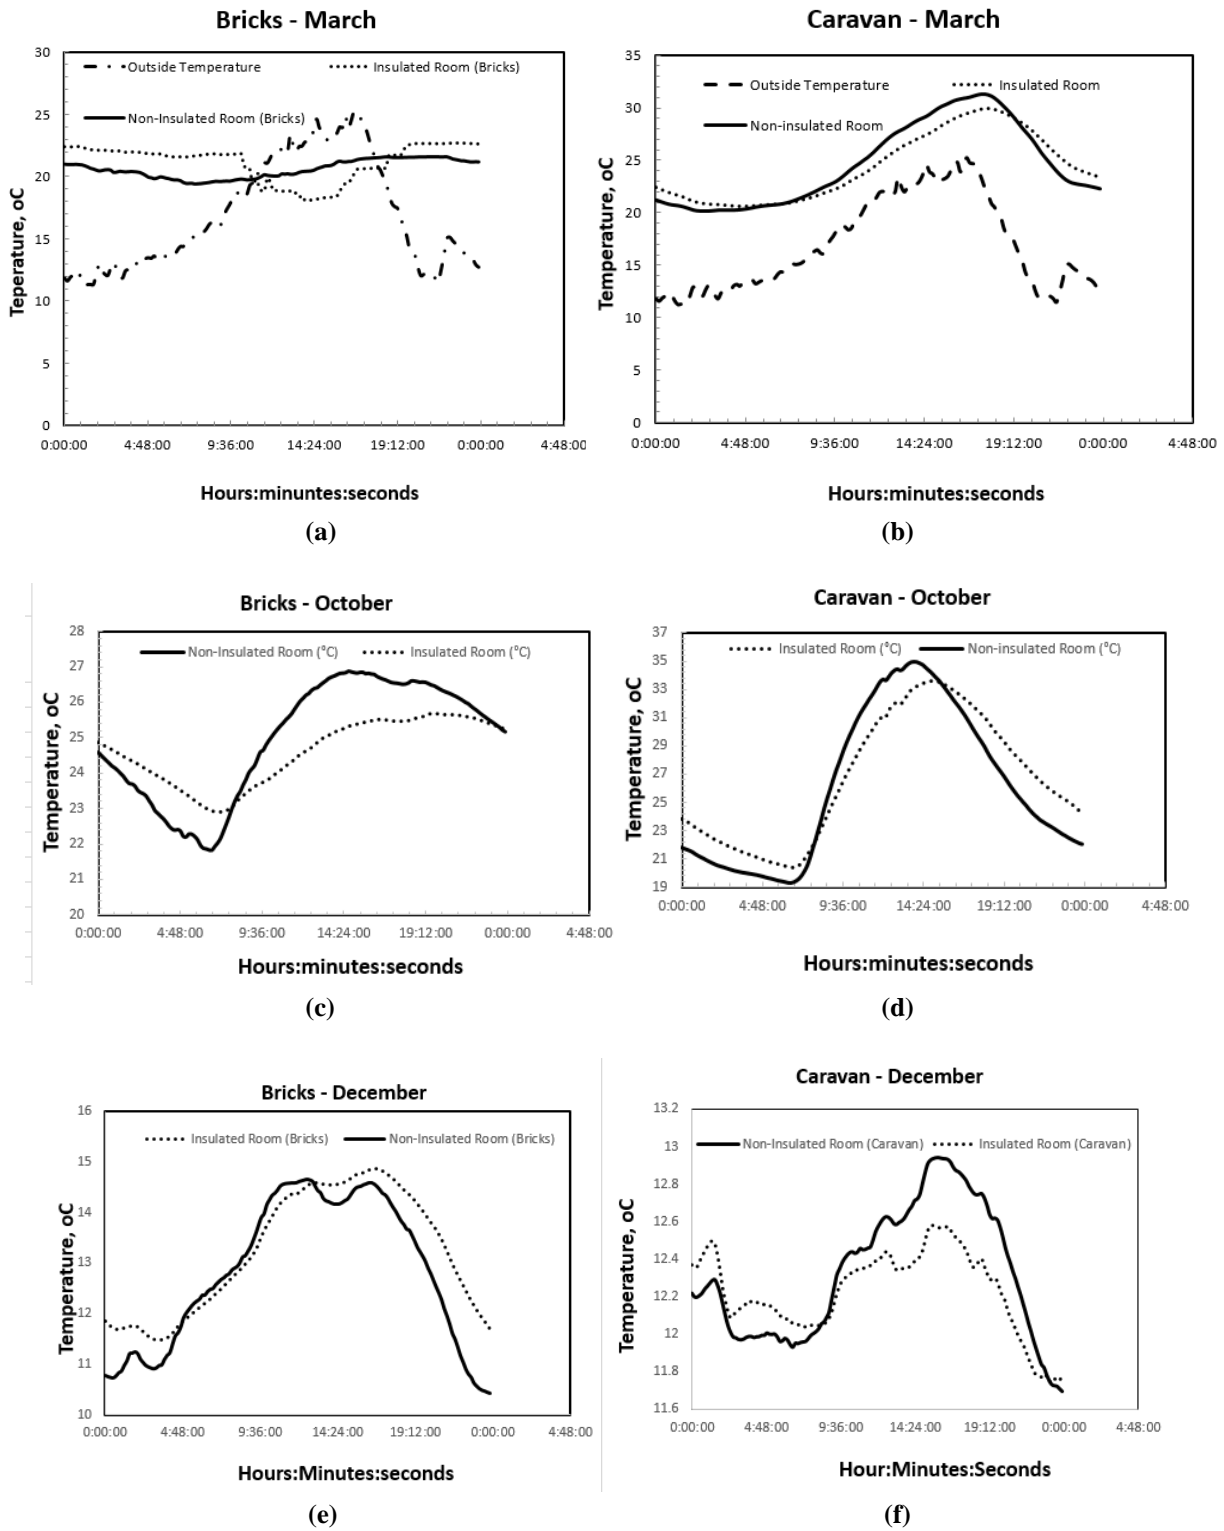 Bricks - March
30
25
20
15
10
5
0
Outside Temperature
Insulated Room (Bricks)
Non-Insulated Room (Bricks)
Teperature, oC
0:00:00 4:48:00 9:36:00 14:24:00 19:12:00 0:00:00 4:48:00
Hours:minuntes:seconds
(a)
Caravan - March
35
30
25
20
15
10
5
0
Outside Temperature
Insulated Room
Non-insulated Room
Temperature, oC
0:00:00 4:48:00 9:36:00 14:24:00 19:12:00 0:00:00 4:48:00
Hours:minutes:seconds
(b)
Bricks - October
28
27
26
25
24
23
22
21
20
Non-Insulated Room (⁰C)
Insulated Room (⁰C)
Temperature, oC
0:00:00 4:48:00 9:36:00 14:24:00 19:12:00 0:00:00 4:48:00
Hours:minutes:seconds
(c)
Caravan - October
37
35
33
31
29
27
25
23
21
19
Insulated Room (⁰C)
Non-insulated Room (⁰C)
Temperature, oC
0:00:00 4:48:00 9:36:00 14:24:00 19:12:00 0:00:00 4:48:00
Hours:minutes:seconds
(d)
Bricks - December
16
15
14
13
12
11
10
Insulated Room (Bricks)
Non-Insulated Room (Bricks)
Temperature, oC
0:00:00 4:48:00 9:36:00 14:24:00 19:12:00 0:00:00 4:48:00
Hours:Minutes:seconds
(e)
Caravan - December
13.2
13
12.8
12.6
12.4
12.2
12
11.8
11.6
Non-Insulated Room (Caravan)
Insulated Room (Caravan)
Temperature, oC
0:00:00 4:48:00 9:36:00 14:24:00 19:12:00 0:00:00 4:48:00
Hour:Minutes:Seconds
(f)